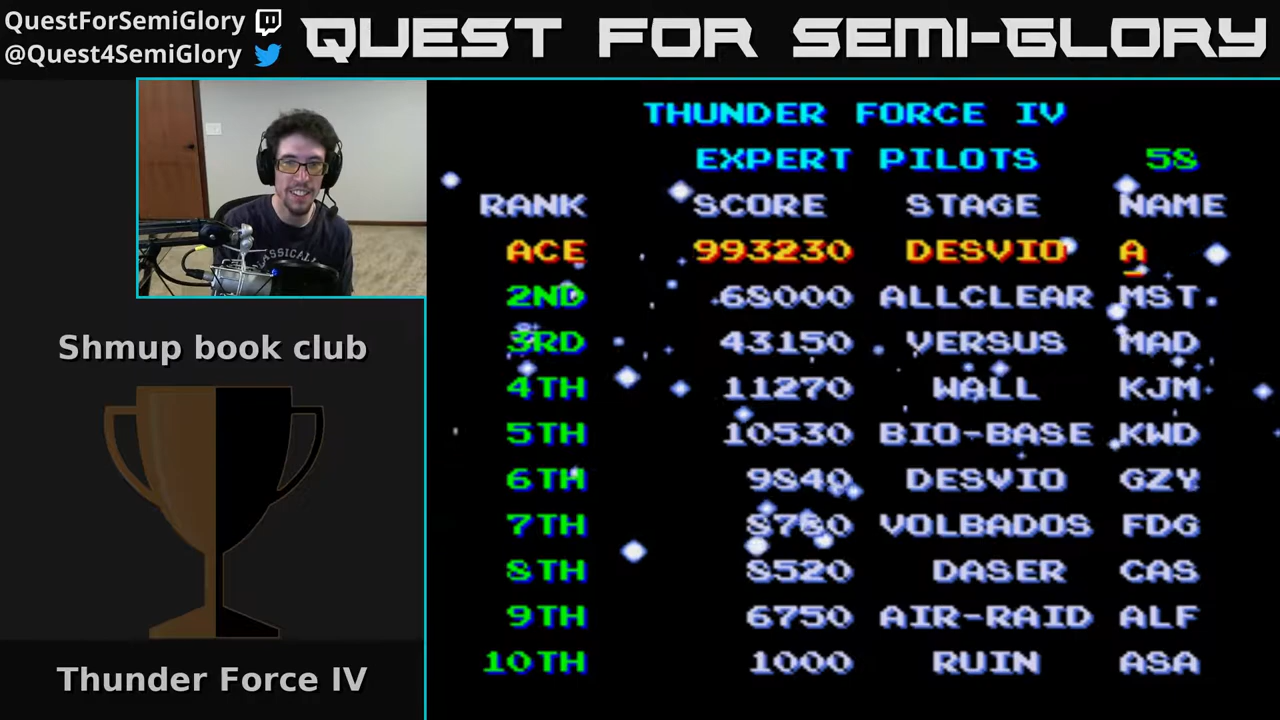 QuestForSemiGlory
@Quest4SemiGlory
QUEST FOR SEMI-GLORY
CLASSICALL
Shmup book club
Thunder Force IV
THUNDER FORCE IV
EXPERT PILOTS 58
RANK SCORE STAGE NAME
ACE 993230 DESVIO A
2ND 68000 ALLCLEAR MST
3RD 43150 VERSUS MAD
4TH 11270 WALL KJM
5TH 10530 BIO-BASE KWD
6TH 9840 DESVIO GZY
7TH 8780 VOLBADOS FDG
8TH 8520 DASER CAS
9TH 6750 AIR-RAID ALF
10TH 1000 RUIN ASA